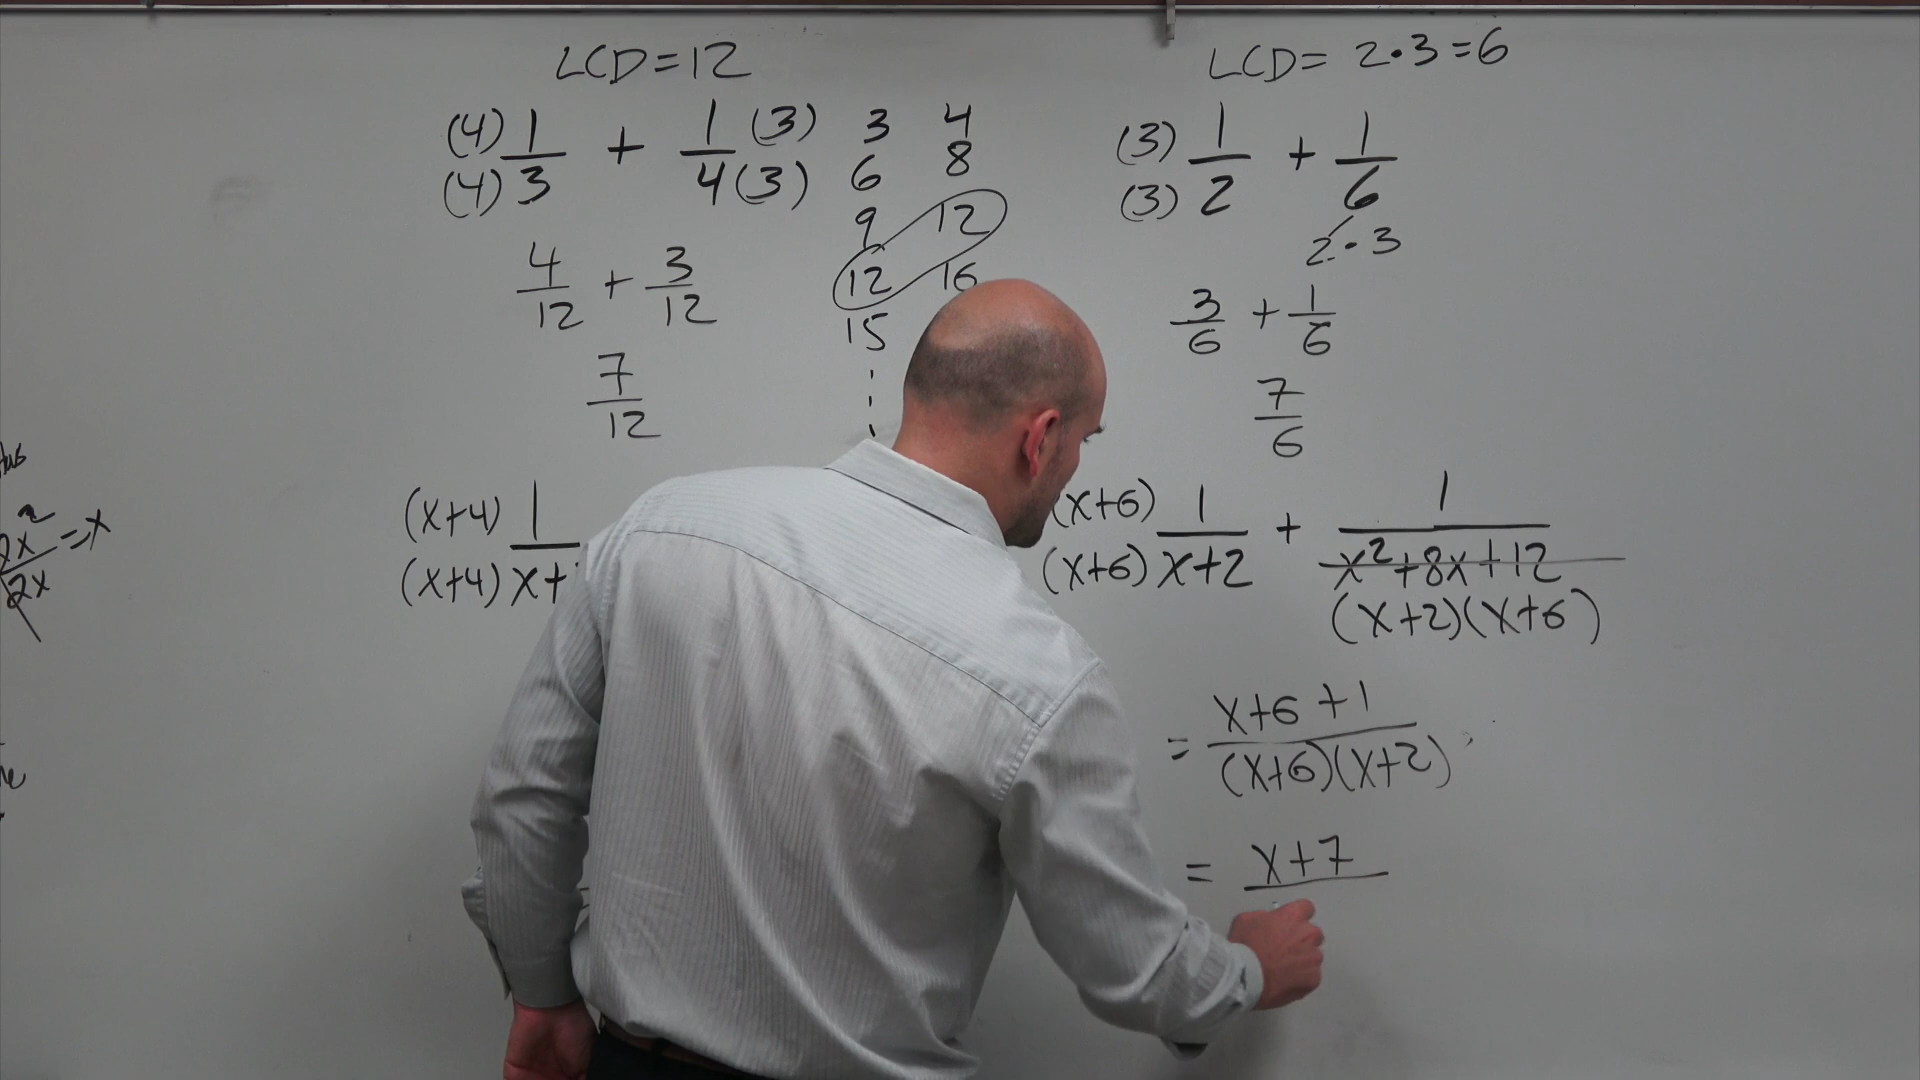 LCD=12
(4) 1 + 1 (3)
(4) 3 4(3)
3 4
6 8
9 12
12 16
15
4 + 3
12 12
7
12
LCD= 2•3=6
(3) 1 + 1
(3) 2 6
2•3
3 + 1
6 6
7
6
(x+4) 1
(x+4) x+
(x+6) 1 + 1
(x+6) x+2 x²+8x+12
(x+2)(x+6)
= x+6+1
(x+6)(x+2)
= x+7
2x² =x
2x